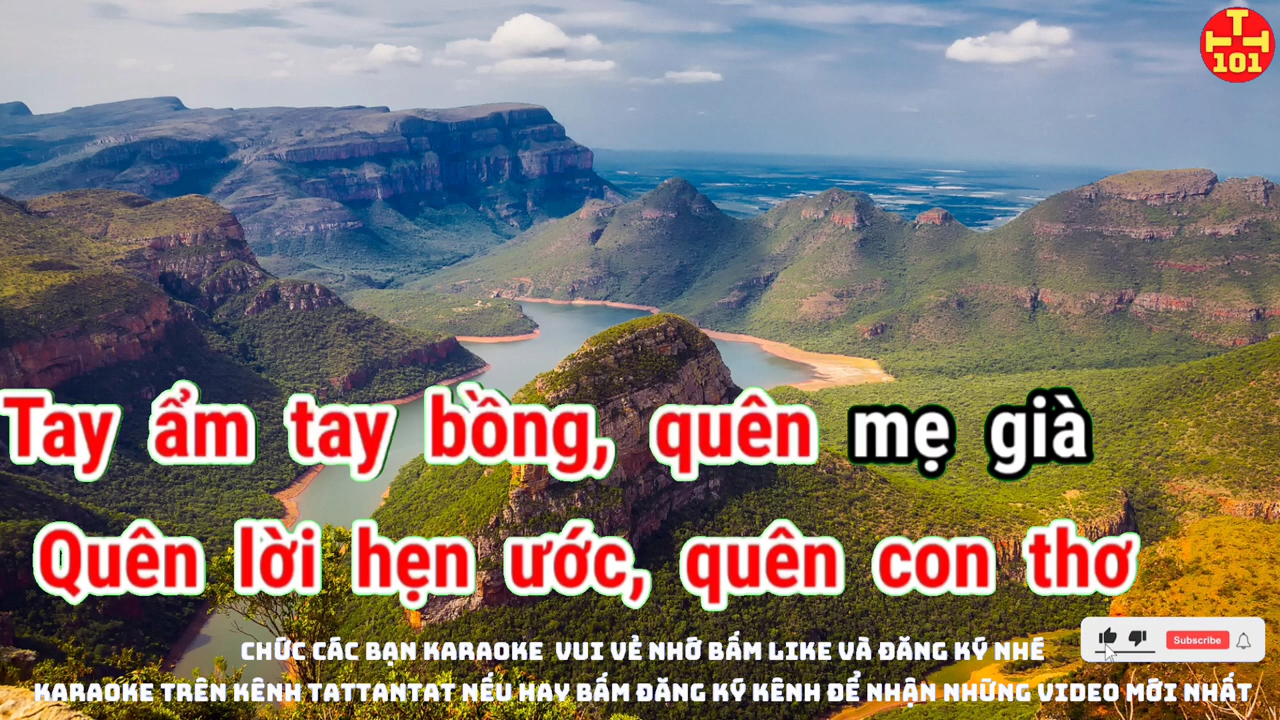 TTT
101
Tay ẩm tay bồng, quên mẹ già
Quên lời hẹn ước, quên con thơ
CHÚC CÁC BẠN KARAOKE VUI VẺ NHỚ BẤM LIKE VÀ ĐĂNG KÝ NHÉ
Subscribe
KARAOKE TRÊN KÊNH TATTANTAT NẾU HAY BẤM ĐĂNG KÝ KÊNH ĐỂ NHẬN NHỮNG VIDEO MỚI NHẤT